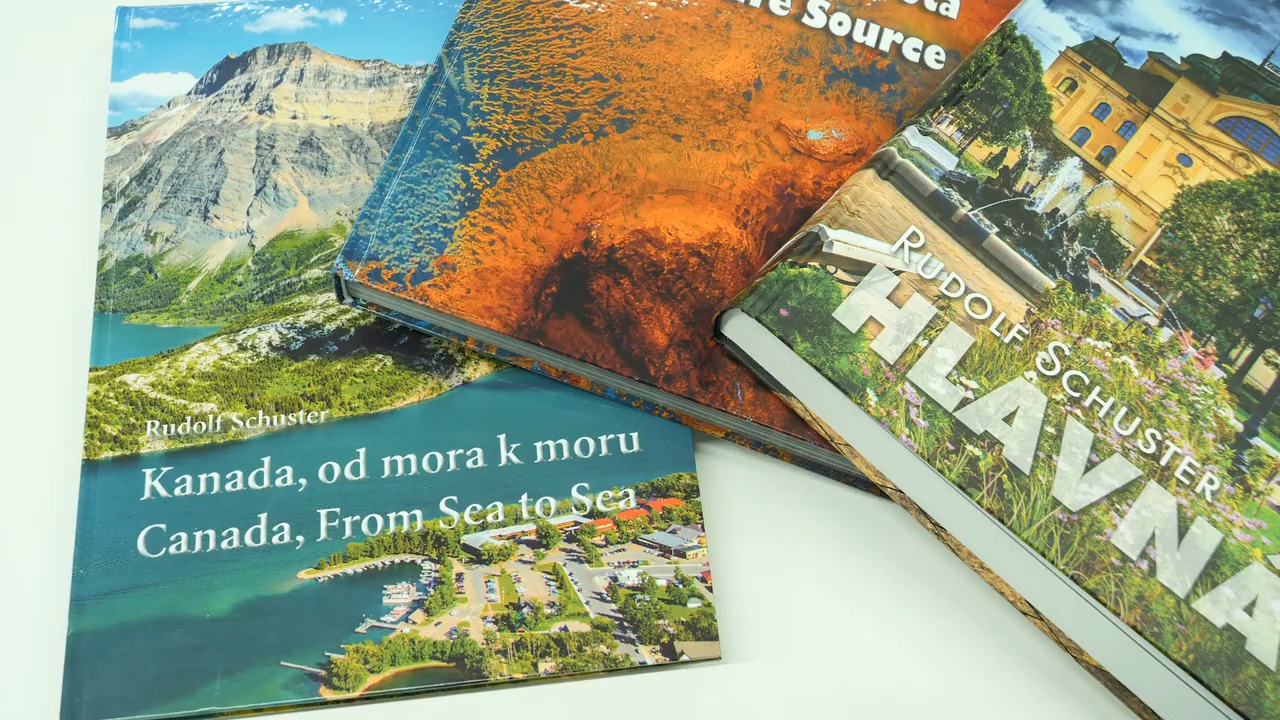 Rudolf Schuster
Kanada, od mora k moru
Canada, From Sea to Sea
Source
RUDOLF SCHUSTER
HLAVNÁ